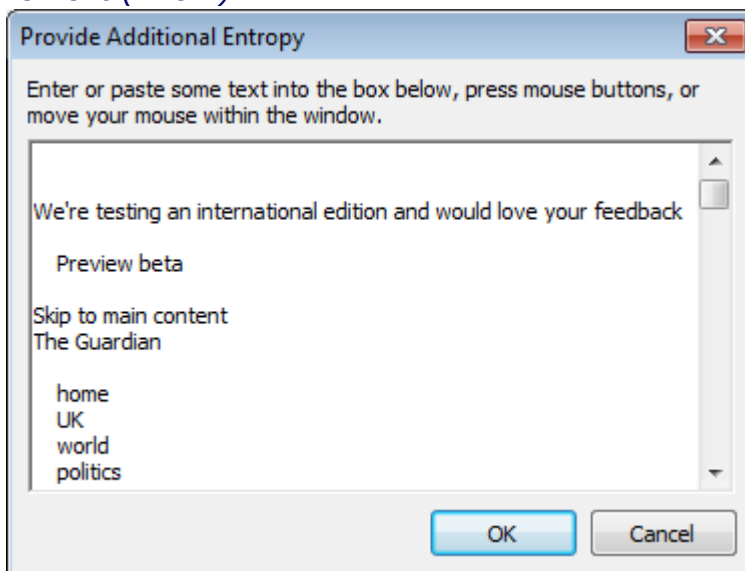 Provide Additional Entropy
Enter or paste some text into the box below, press mouse buttons, or
move your mouse within the window.
We're testing an international edition and would love your feedback
Preview beta
Skip to main content
The Guardian
home
UK
world
politics
OK Cancel